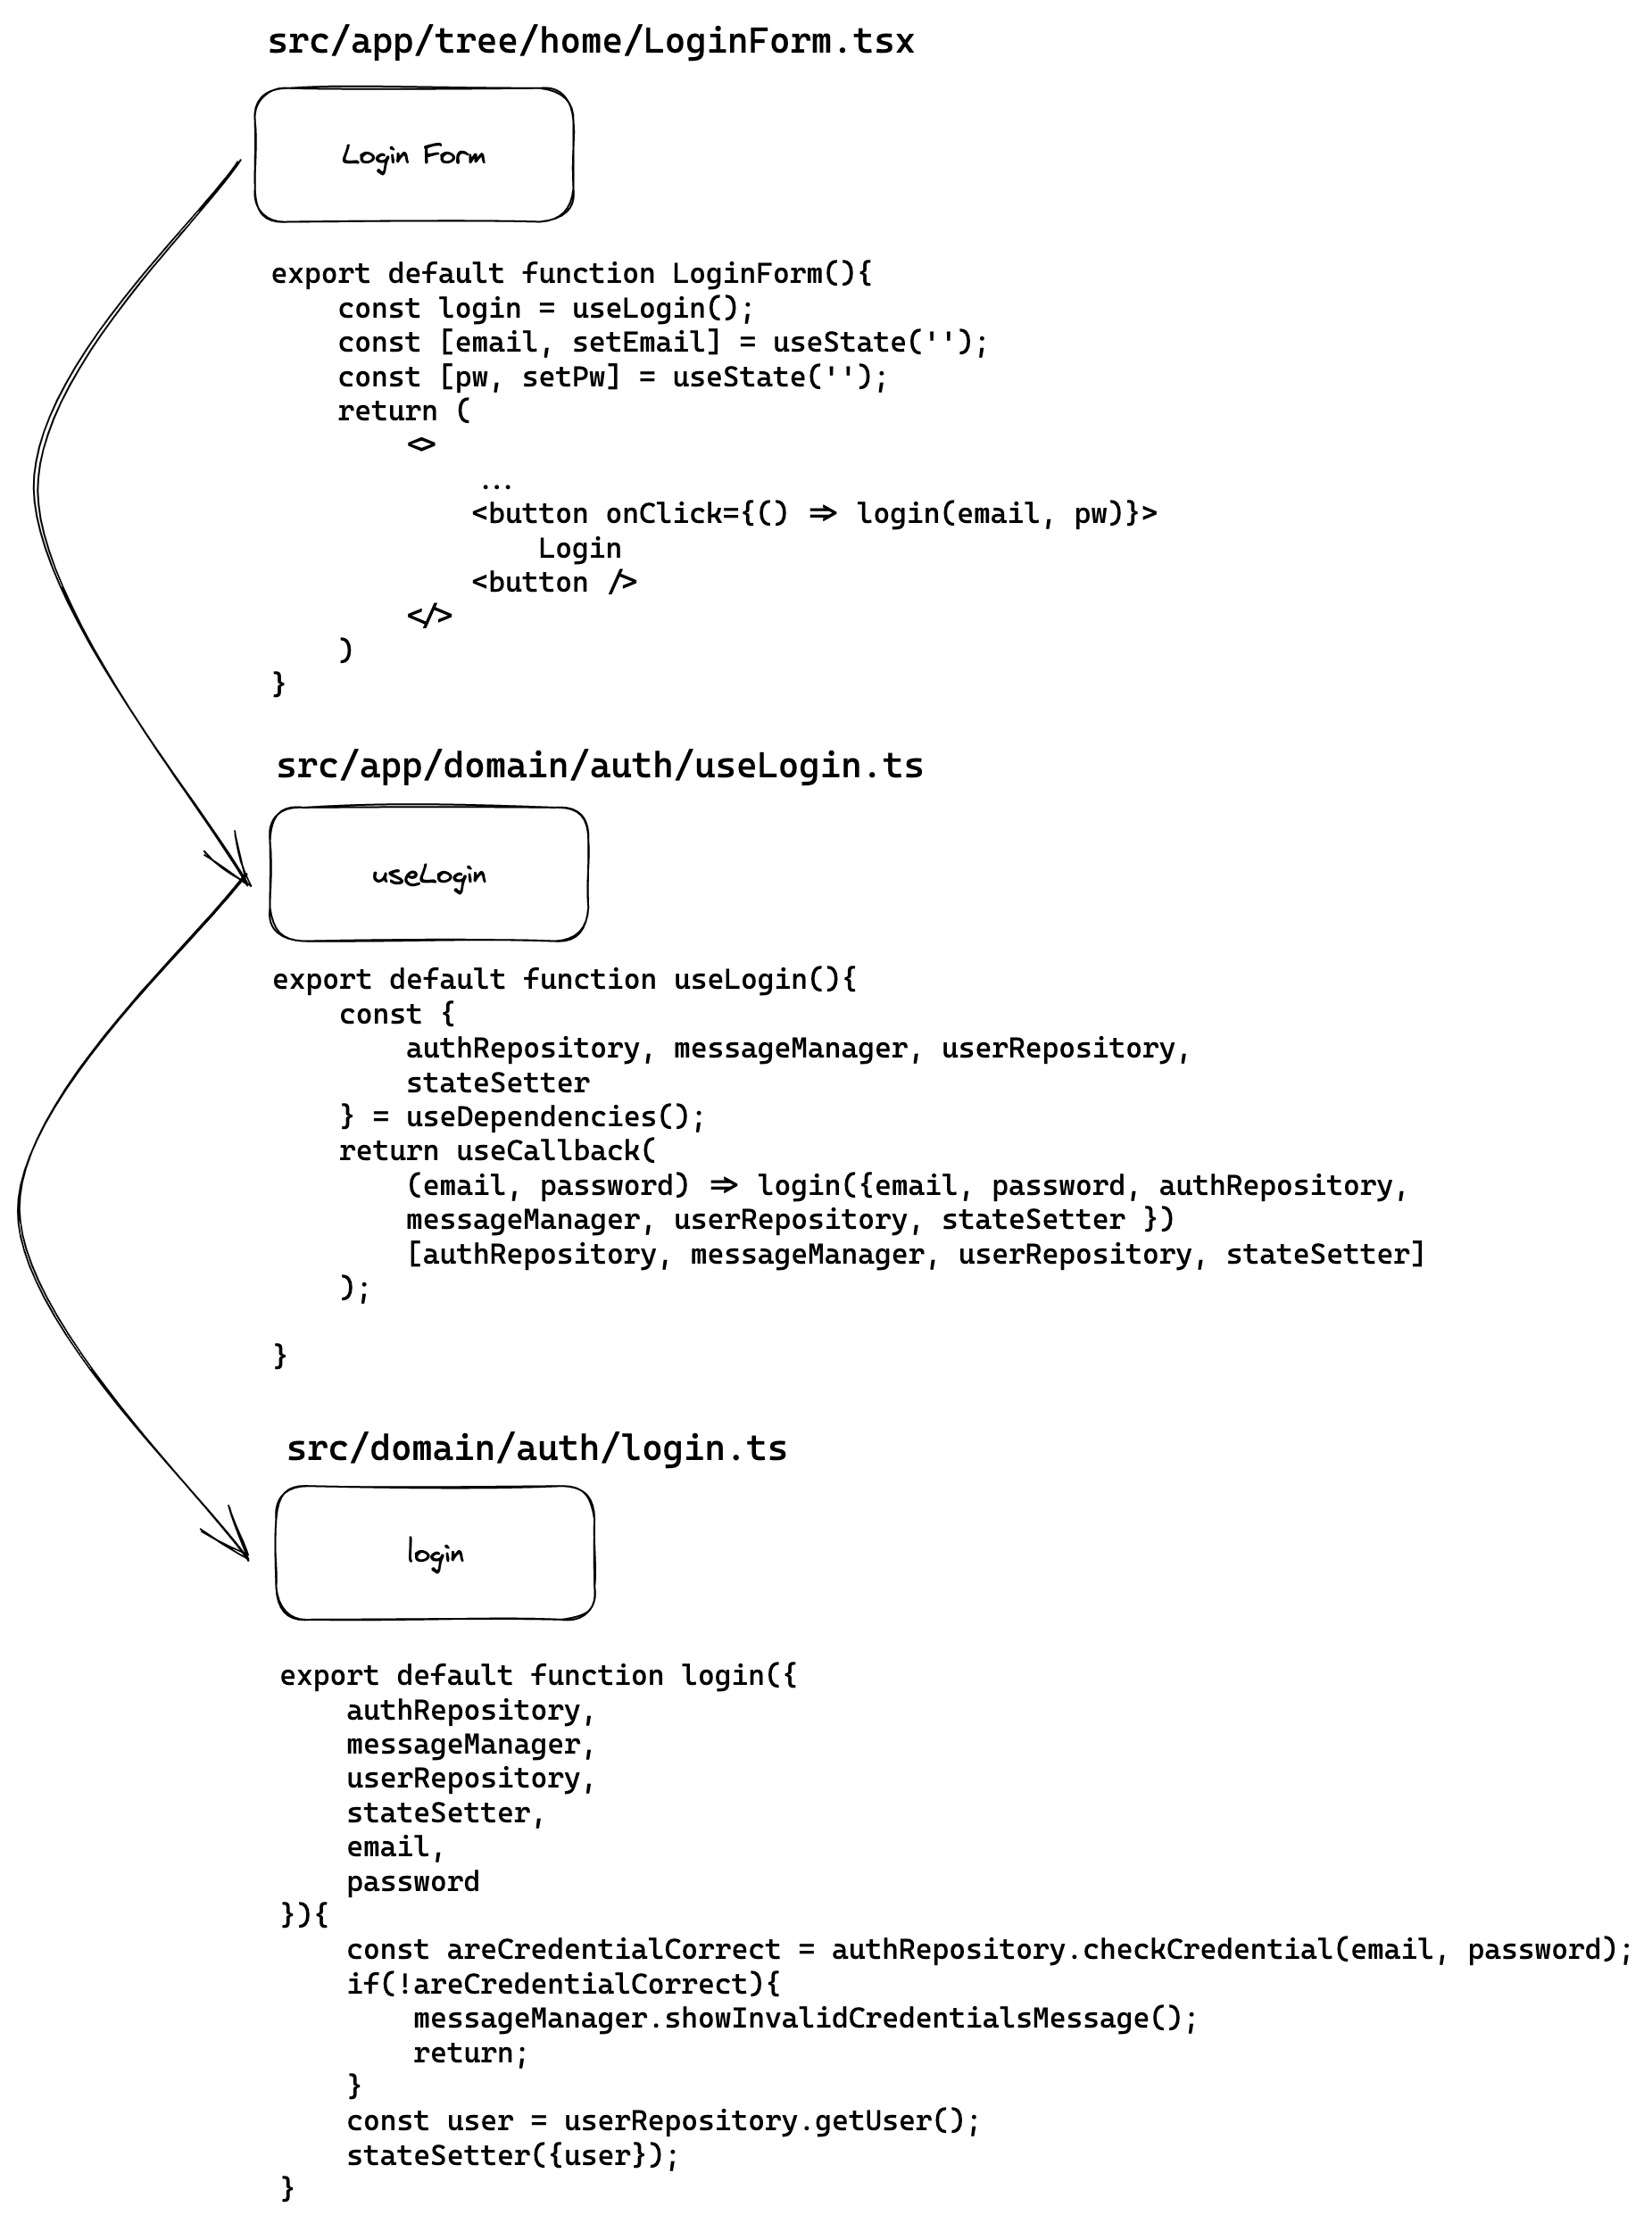 src/app/tree/home/LoginForm.tsx
Login Form
export default function LoginForm(){
    const login = useLogin();
    const [email, setEmail] = useState('');
    const [pw, setPw] = useState('');
    return (
        <>
            ...
            <button onClick={() => login(email, pw)}>
                Login
            <button />
        </>
    )
}
src/app/domain/auth/useLogin.ts
useLogin
export default function useLogin(){
    const {
        authRepository, messageManager, userRepository,
        stateSetter
    } = useDependencies();
    return useCallback(
        (email, password) => login({email, password, authRepository,
        messageManager, userRepository, stateSetter })
        [authRepository, messageManager, userRepository, stateSetter]
    );
}
src/domain/auth/login.ts
login
export default function login({
    authRepository,
    messageManager,
    userRepository,
    stateSetter,
    email,
    password
}){
    const areCredentialCorrect = authRepository.checkCredential(email, password);
    if(!areCredentialCorrect){
        messageManager.showInvalidCredentialsMessage();
        return;
    }
    const user = userRepository.getUser();
    stateSetter({user});
}